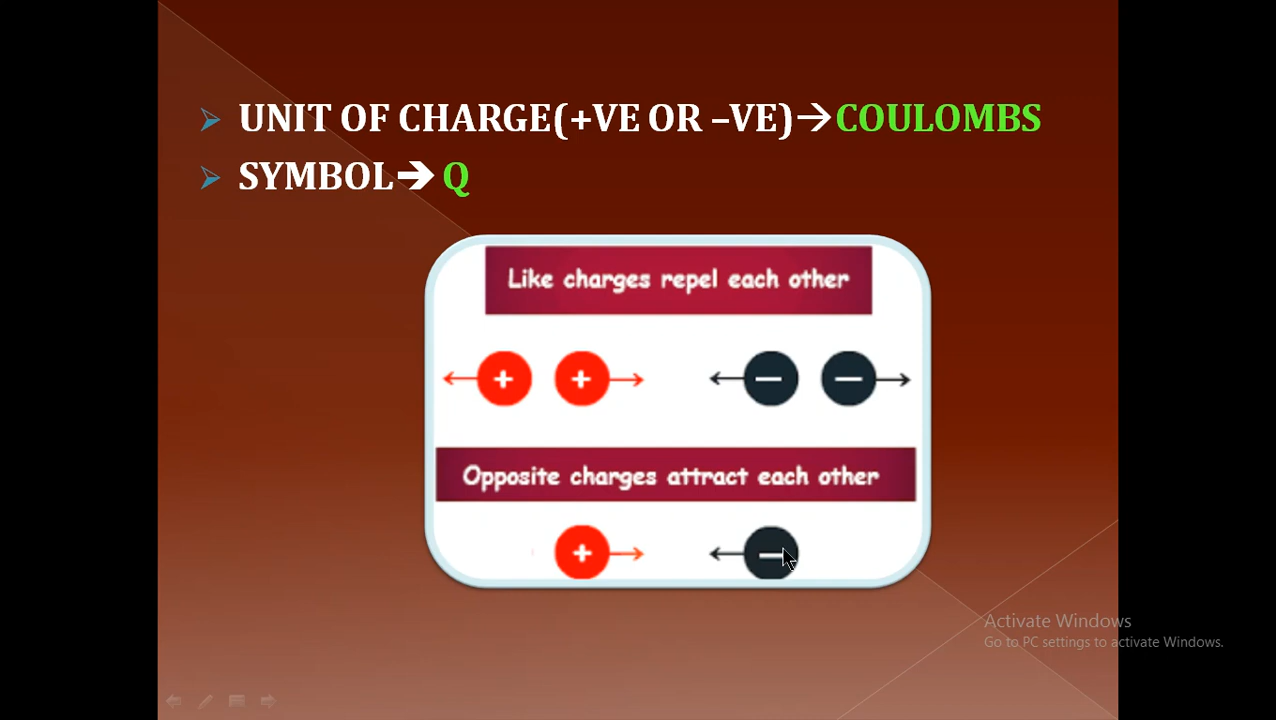 UNIT OF CHARGE(+VE OR –VE)→COULOMBS
SYMBOL➔ Q
Like charges repel each other
+ + − −
Opposite charges attract each other
+ −
Activate Windows
Go to PC settings to activate Windows.